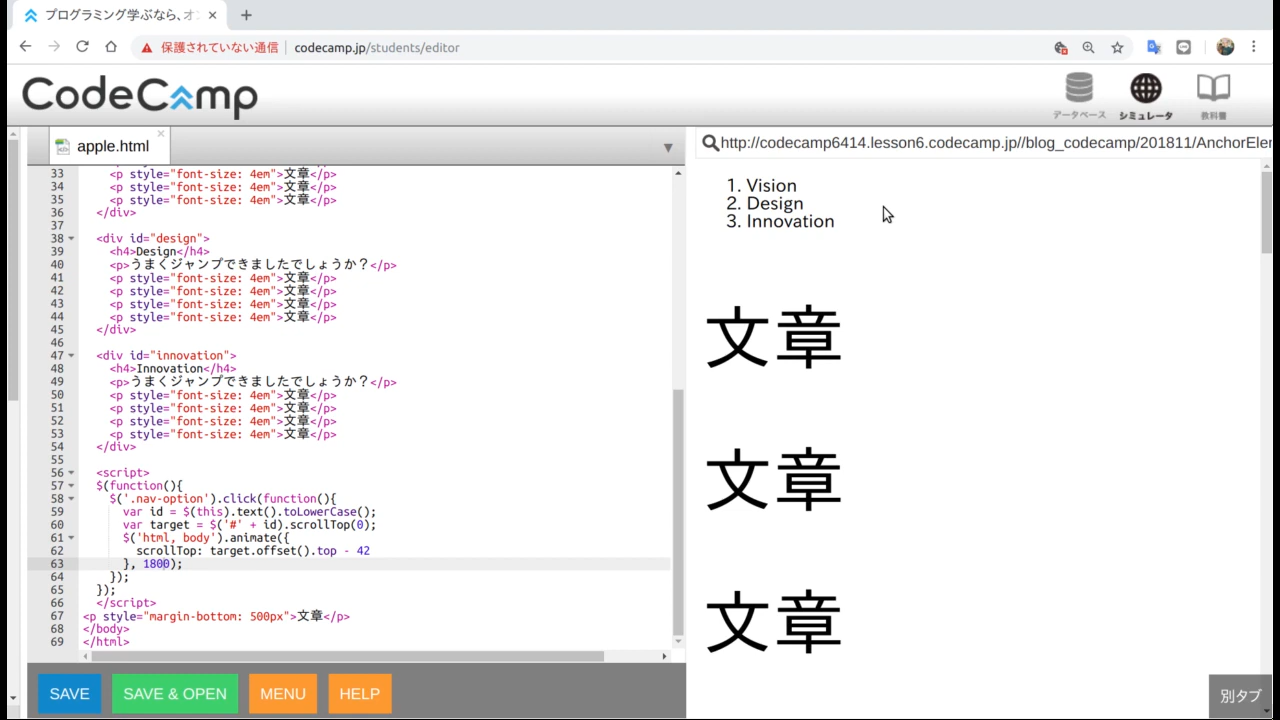 プログラミング学ぶなら、オン
保護されていない通信 codecamp.jp/students/editor
CodeCamp
データベース シミュレータ 教科書
apple.html
http://codecamp6414.lesson6.codecamp.jp//blog_codecamp/201811/AnchorEler
33
34 <p style="font-size: 4em">文章</p>
35 <p style="font-size: 4em">文章</p>
36 </div>
37
38 <div id="design">
39 <h4>Design</h4>
40 <p>うまくジャンプできましたでしょうか？</p>
41 <p style="font-size: 4em">文章</p>
42 <p style="font-size: 4em">文章</p>
43 <p style="font-size: 4em">文章</p>
44 <p style="font-size: 4em">文章</p>
45 </div>
46
47 <div id="innovation">
48 <h4>Innovation</h4>
49 <p>うまくジャンプできましたでしょうか？</p>
50 <p style="font-size: 4em">文章</p>
51 <p style="font-size: 4em">文章</p>
52 <p style="font-size: 4em">文章</p>
53 <p style="font-size: 4em">文章</p>
54 </div>
55
56 <script>
57 $(function(){
58 $('.nav-option').click(function(){
59 var id = $(this).text().toLowerCase();
60 var target = $('#' + id).scrollTop(0);
61 $('html, body').animate({
62 scrollTop: target.offset().top - 42
63 }, 1800);
64 });
65 });
66 </script>
67 <p style="margin-bottom: 500px">文章</p>
68 </body>
69 </html>
SAVE SAVE & OPEN MENU HELP
1. Vision
2. Design
3. Innovation
文章
文章
文章
別タブ